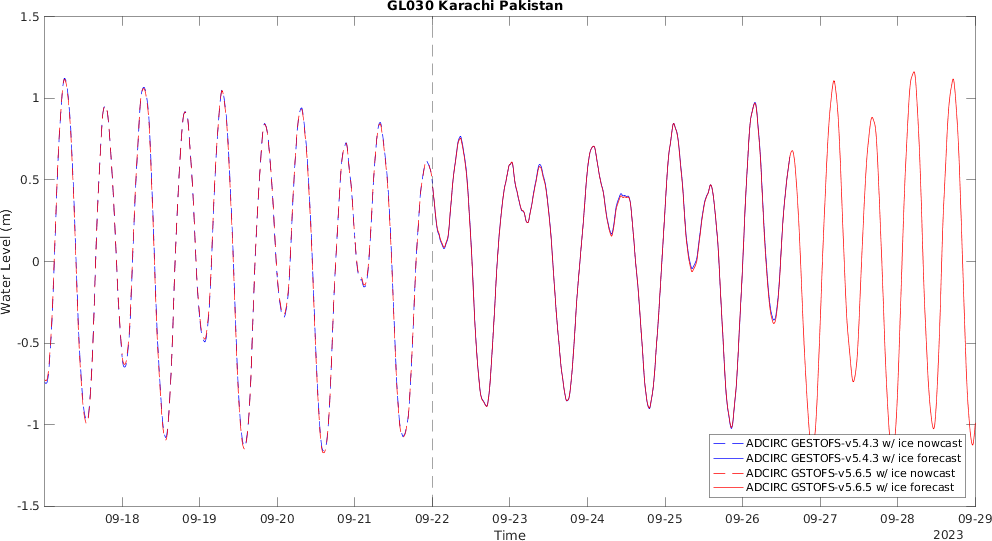 GL030 Karachi Pakistan
1.5
1
0.5
0
-0.5
-1
-1.5
Water Level (m)
09-18
09-19
09-20
09-21
09-22
09-23
09-24
09-25
09-26
09-27
09-28
09-29
Time
2023
ADCIRC GESTOFS-v5.4.3 w/ ice nowcast
ADCIRC GESTOFS-v5.4.3 w/ ice forecast
ADCIRC GSTOFS-v5.6.5 w/ ice nowcast
ADCIRC GSTOFS-v5.6.5 w/ ice forecast